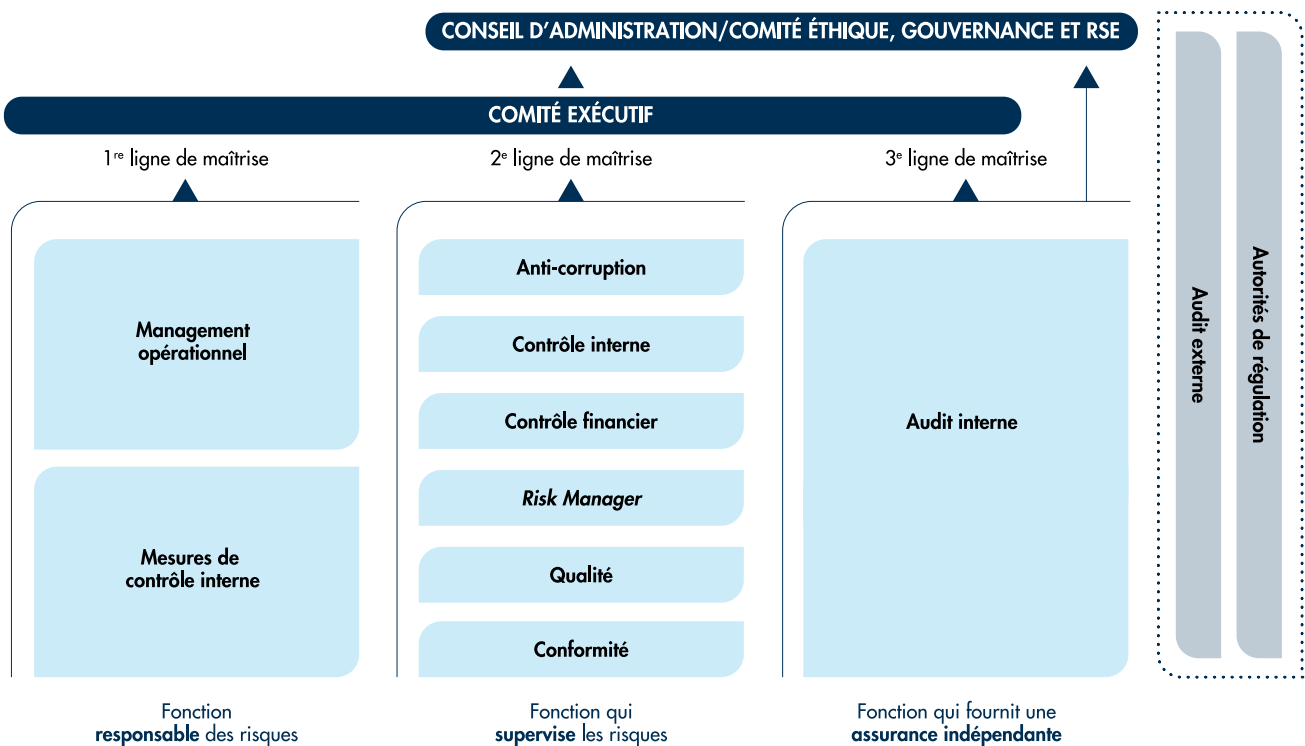 CONSEIL D’ADMINISTRATION/COMITÉ ÉTHIQUE, GOUVERNANCE ET RSE
COMITÉ EXÉCUTIF
1re ligne de maîtrise
Management
opérationnel
Mesures de
contrôle interne
Fonction
responsable des risques
2e ligne de maîtrise
Anti-corruption
Contrôle interne
Contrôle financier
Risk Manager
Qualité
Conformité
Fonction qui
supervise les risques
3e ligne de maîtrise
Audit interne
Fonction qui fournit une
assurance indépendante
Audit externe
Autorités de régulation